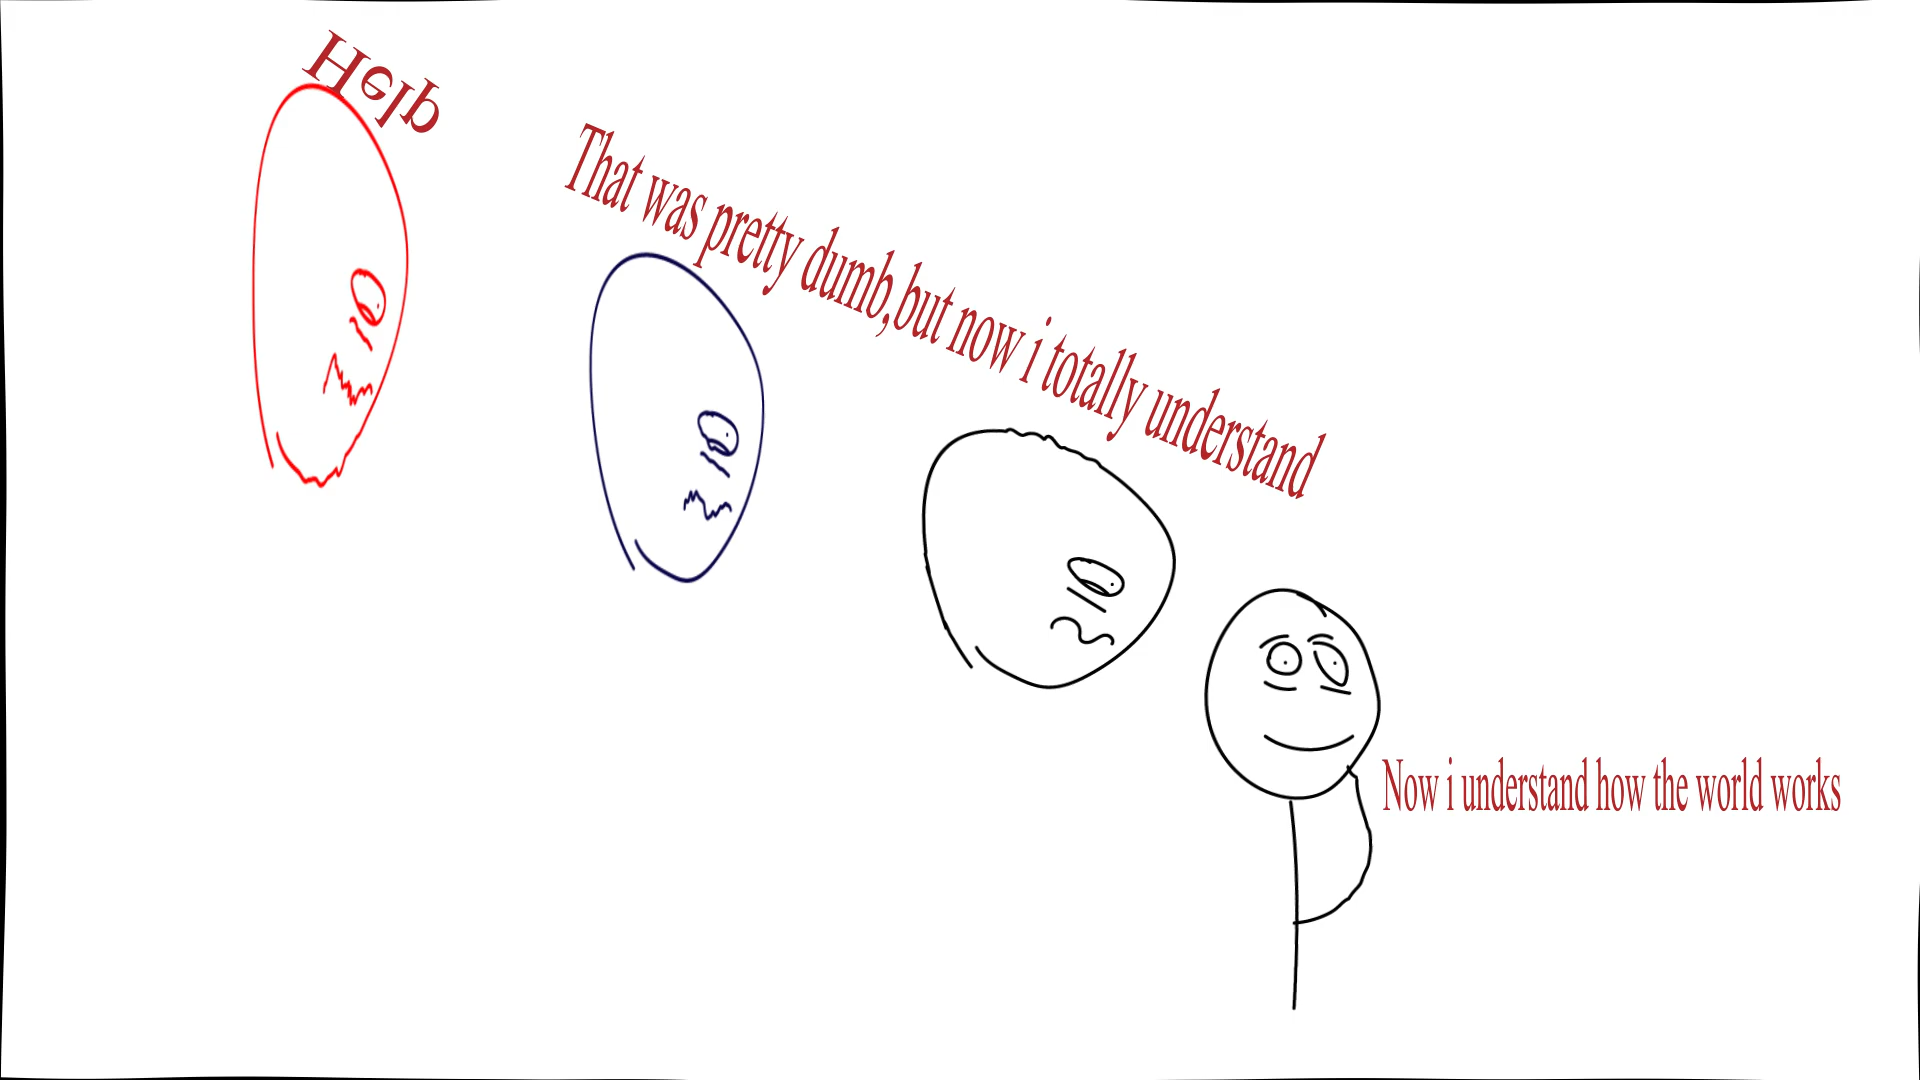 Help
That was pretty dumb,but now i totally understand
Now i understand how the world works